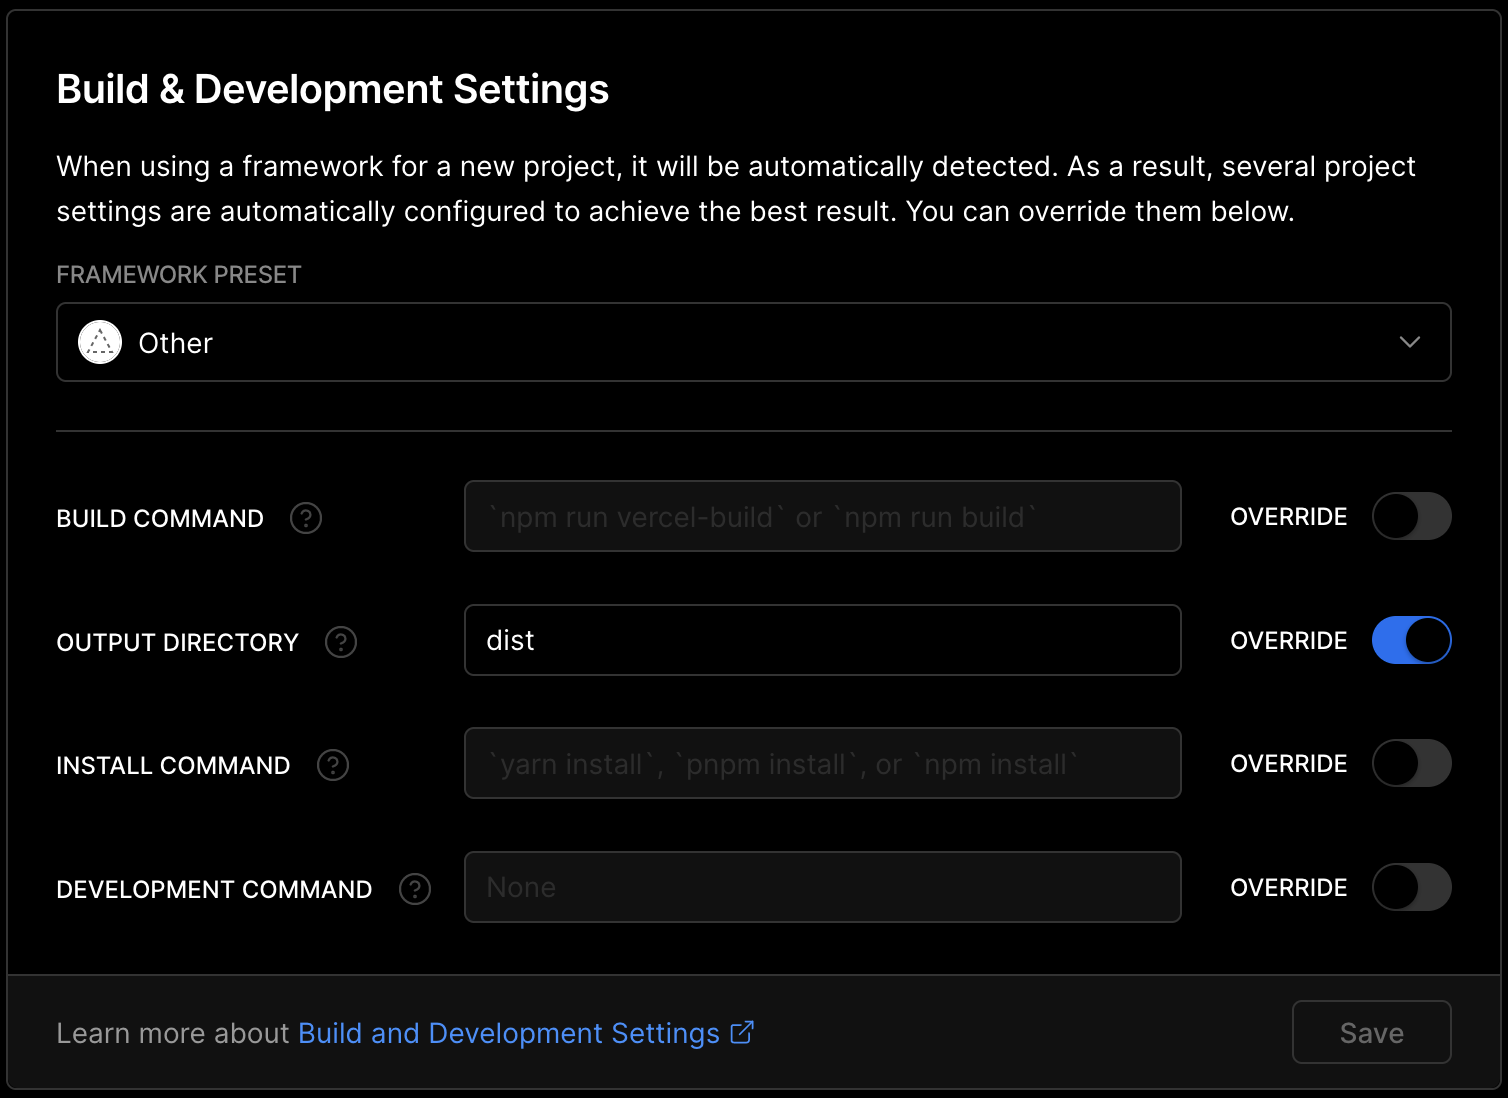 Build & Development Settings
When using a framework for a new project, it will be automatically detected. As a result, several project
settings are automatically configured to achieve the best result. You can override them below.
FRAMEWORK PRESET
Other
BUILD COMMAND
`npm run vercel-build` or `npm run build`
OVERRIDE
OUTPUT DIRECTORY
dist
OVERRIDE
INSTALL COMMAND
`yarn install`, `pnpm install`, or `npm install`
OVERRIDE
DEVELOPMENT COMMAND
None
OVERRIDE
Learn more about Build and Development Settings
Save